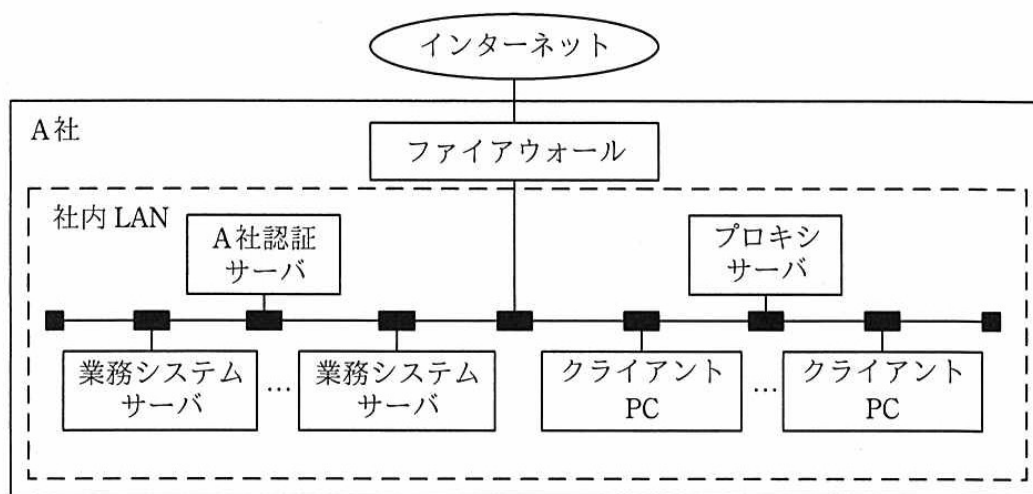 インターネット
A社
ファイアウォール
社内 LAN
A社認証
サーバ
プロキシ
サーバ
業務システム
サーバ
…
業務システム
サーバ
クライアント
PC
…
クライアント
PC